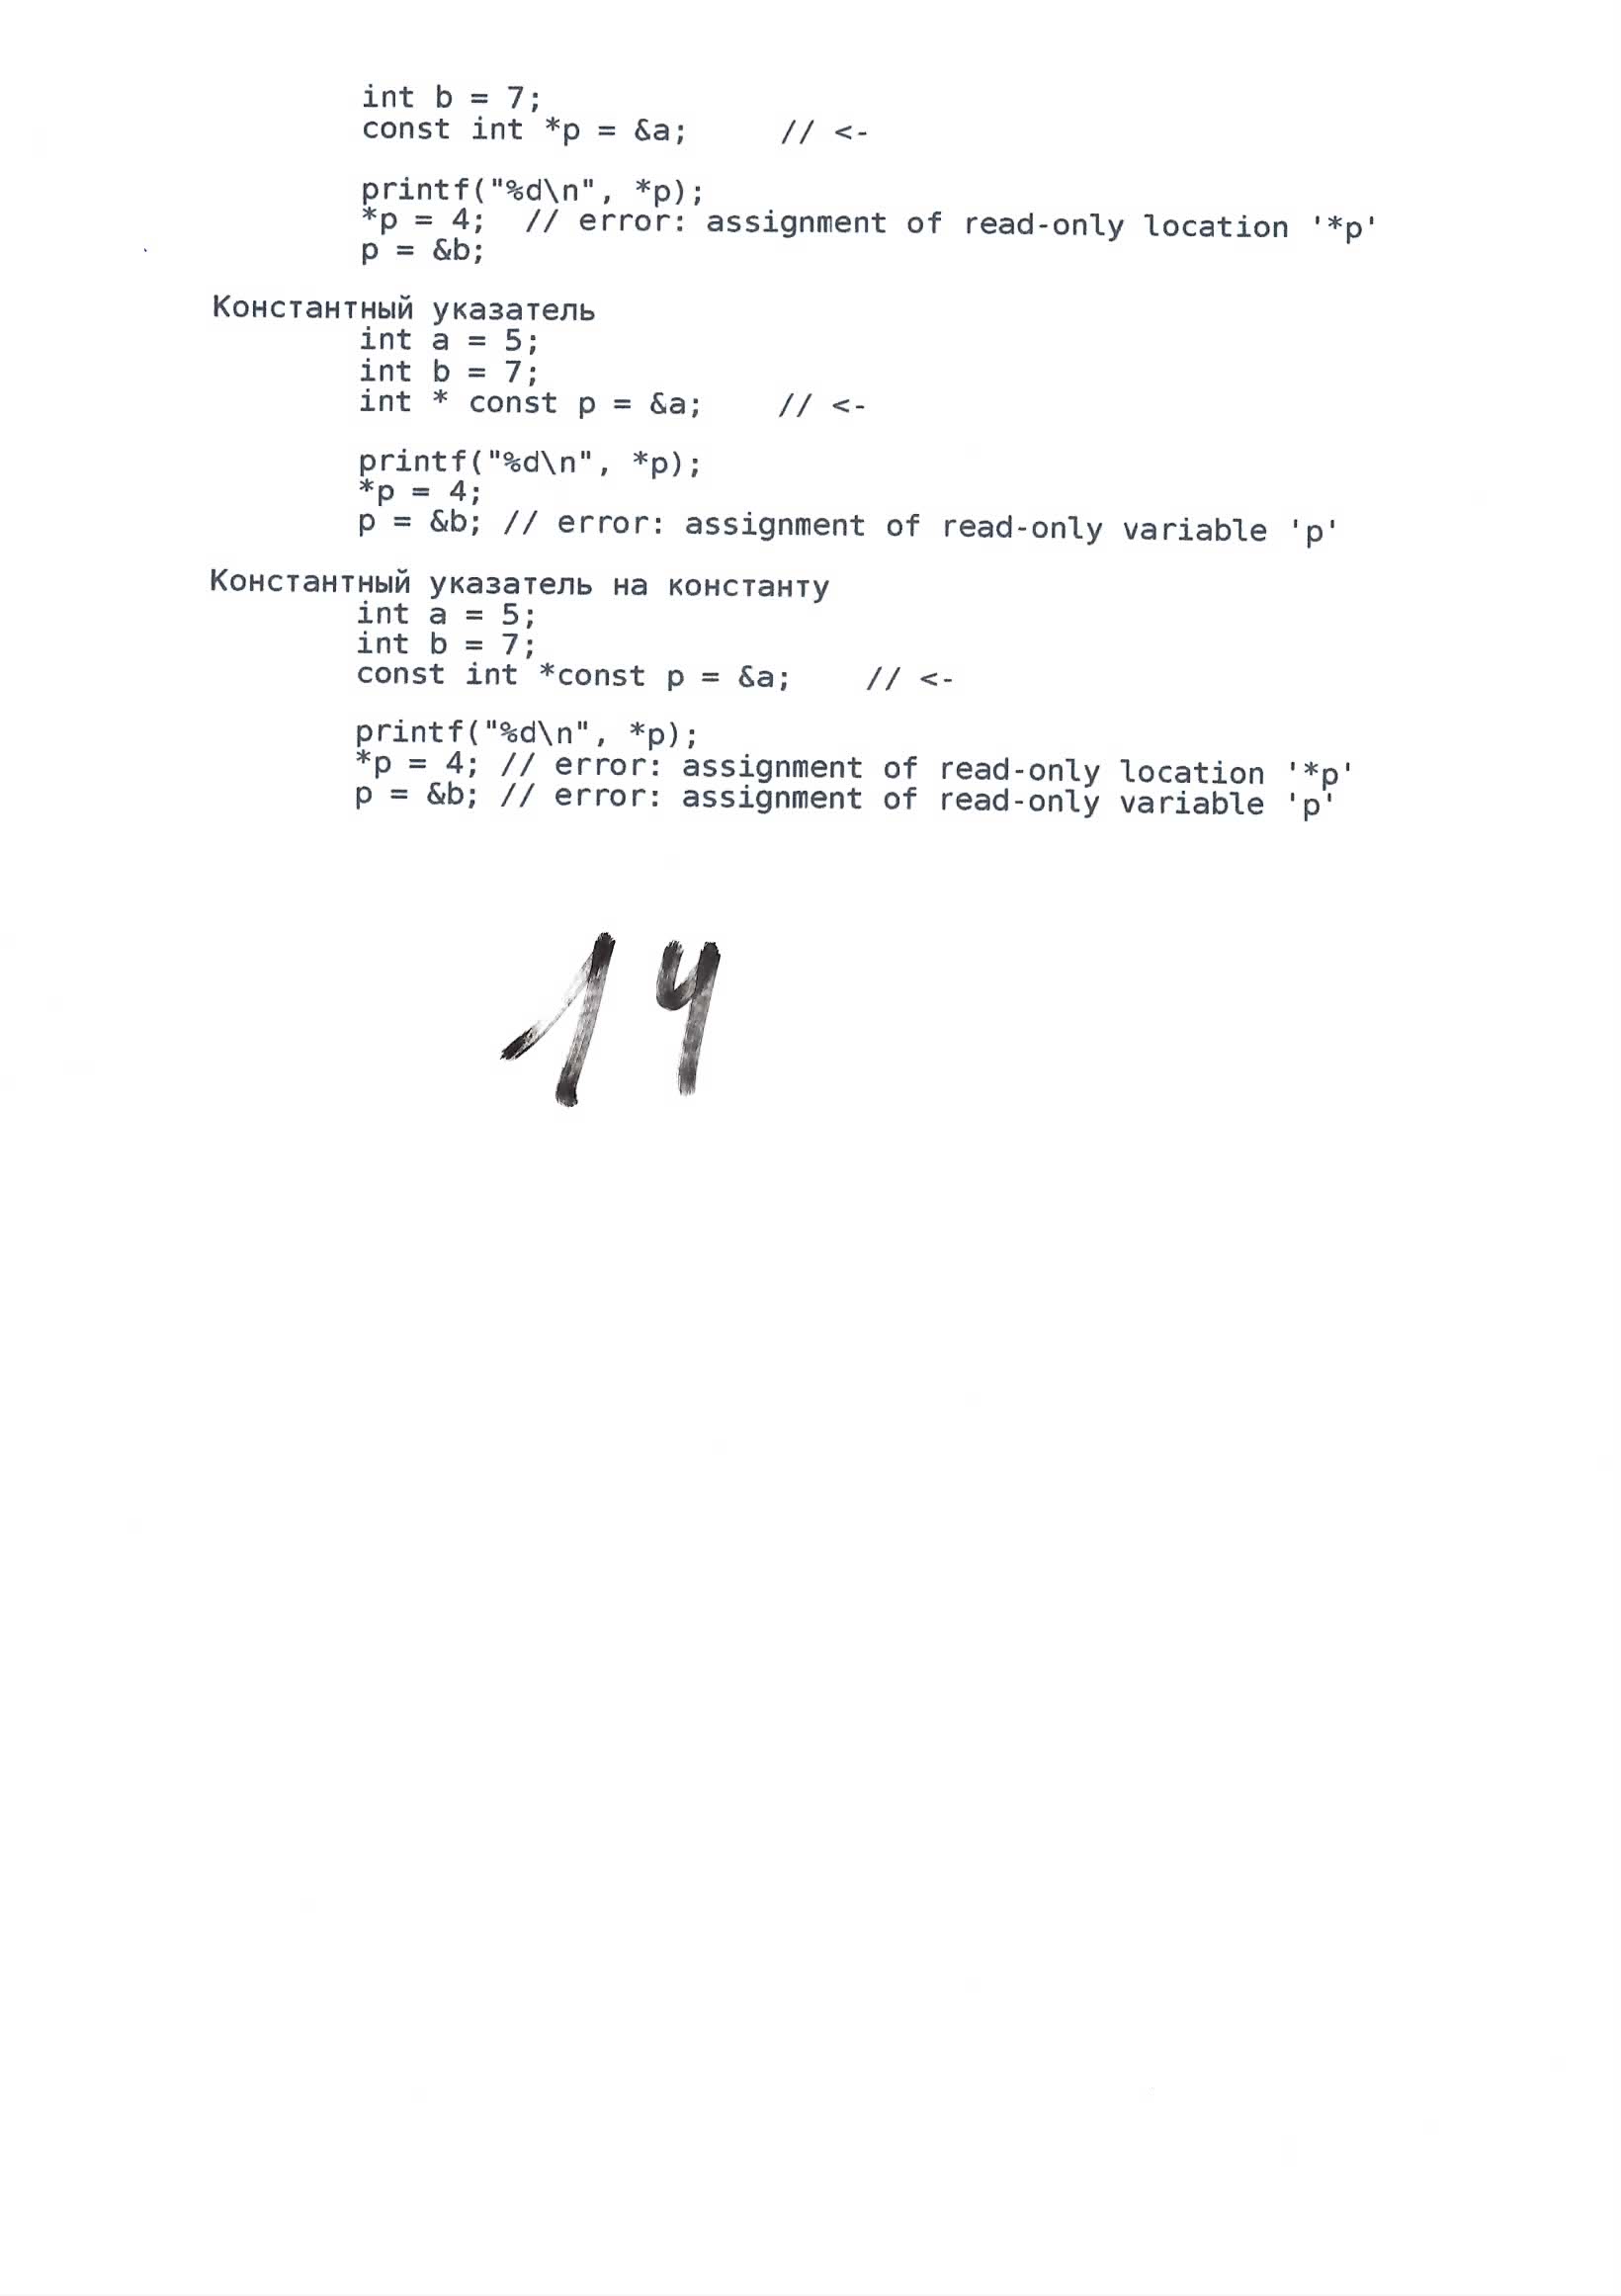 int b = 7;
const int *p = &a;     // <-
printf("%d\n", *p);
*p = 4;  // error: assignment of read-only location '*p'
p = &b;
Константный указатель
int a = 5;
int b = 7;
int * const p = &a;    // <-
printf("%d\n", *p);
*p = 4;
p = &b; // error: assignment of read-only variable 'p'
Константный указатель на константу
int a = 5;
int b = 7;
const int *const p = &a;    // <-
printf("%d\n", *p);
*p = 4; // error: assignment of read-only location '*p'
p = &b; // error: assignment of read-only variable 'p'
14